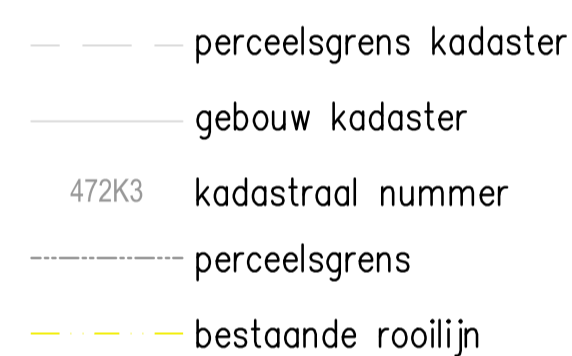 perceelsgrens kadaster
gebouw kadaster
472K3 kadastraal nummer
perceelsgrens
bestaande rooilijn